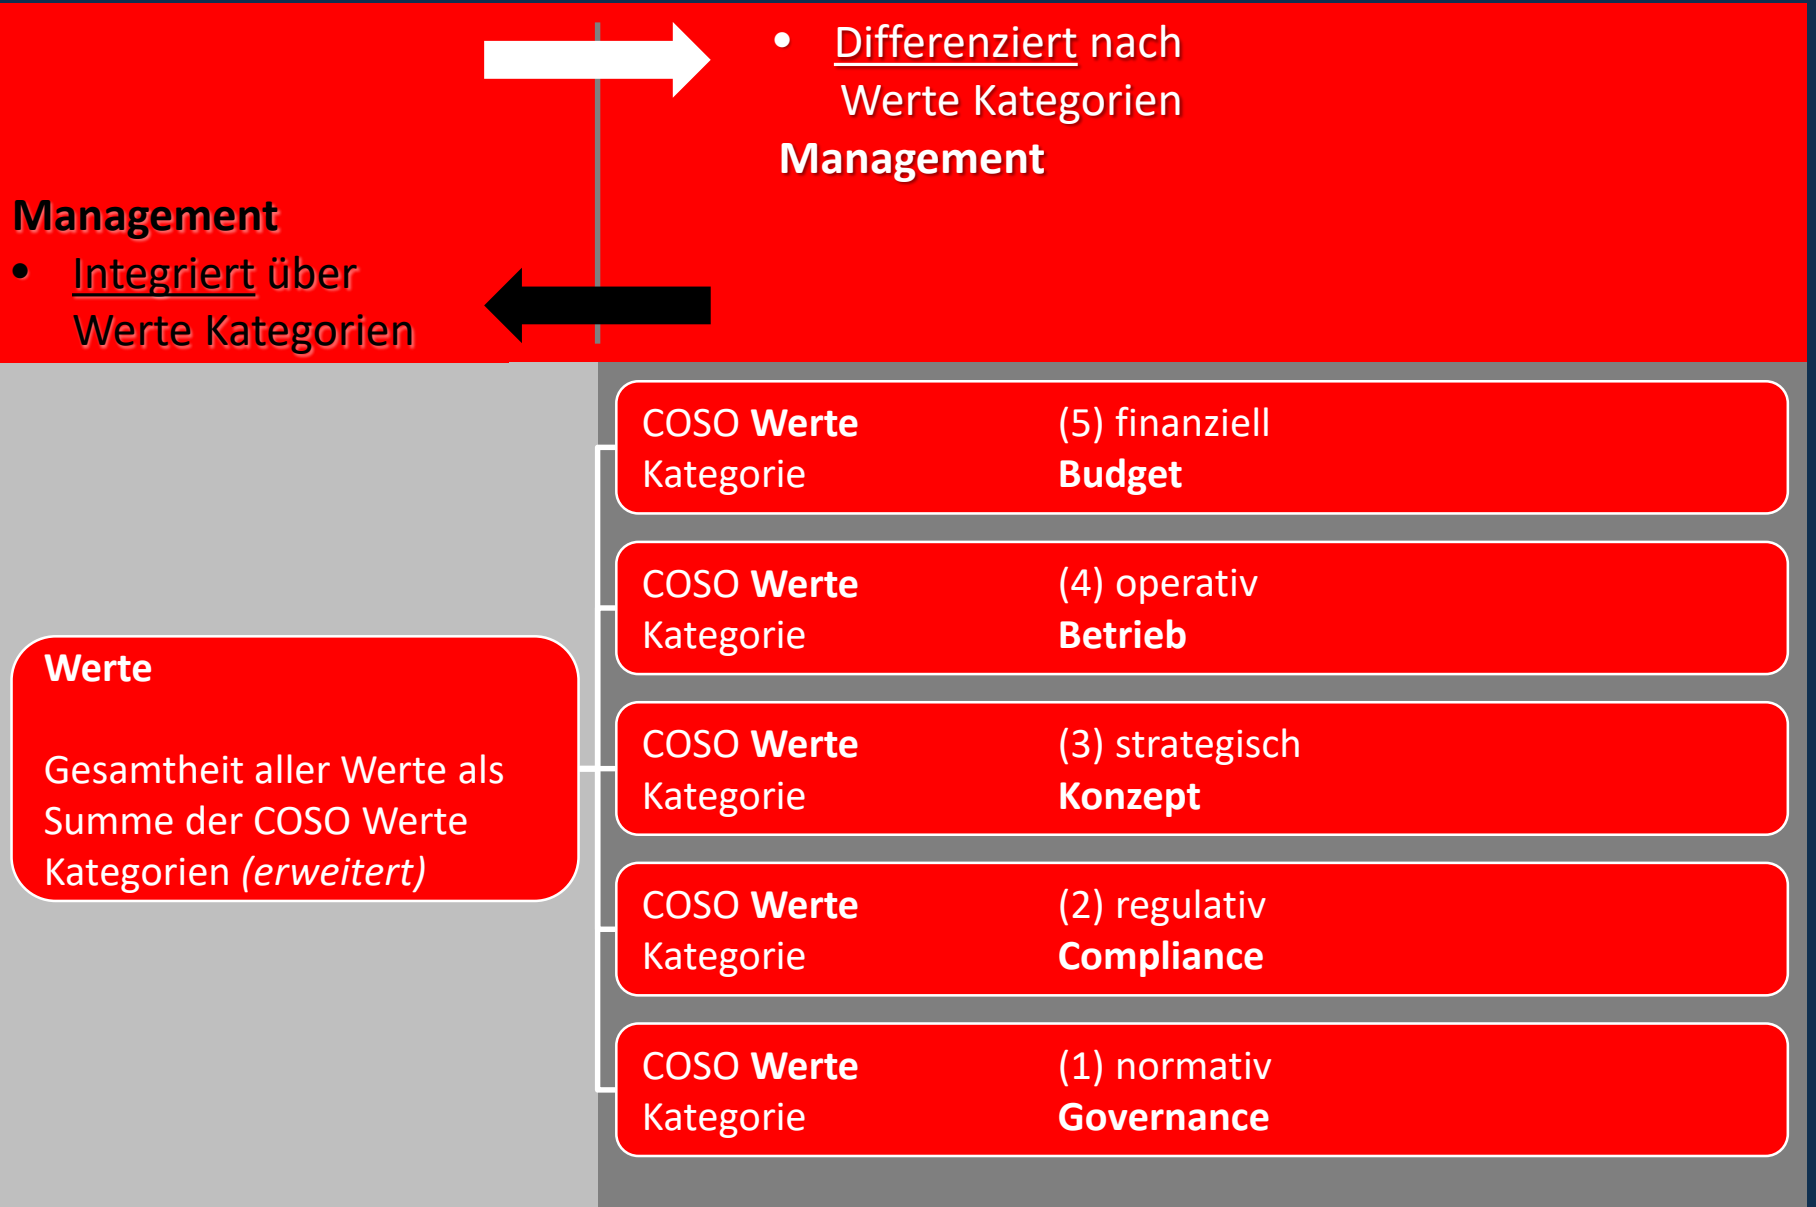 • Differenziert nach
Werte Kategorien
Management
Management
• Integriert über
Werte Kategorien
Werte
Gesamtheit aller Werte als
Summe der COSO Werte
Kategorien (erweitert)
COSO Werte (5) finanziell
Kategorie Budget
COSO Werte (4) operativ
Kategorie Betrieb
COSO Werte (3) strategisch
Kategorie Konzept
COSO Werte (2) regulativ
Kategorie Compliance
COSO Werte (1) normativ
Kategorie Governance